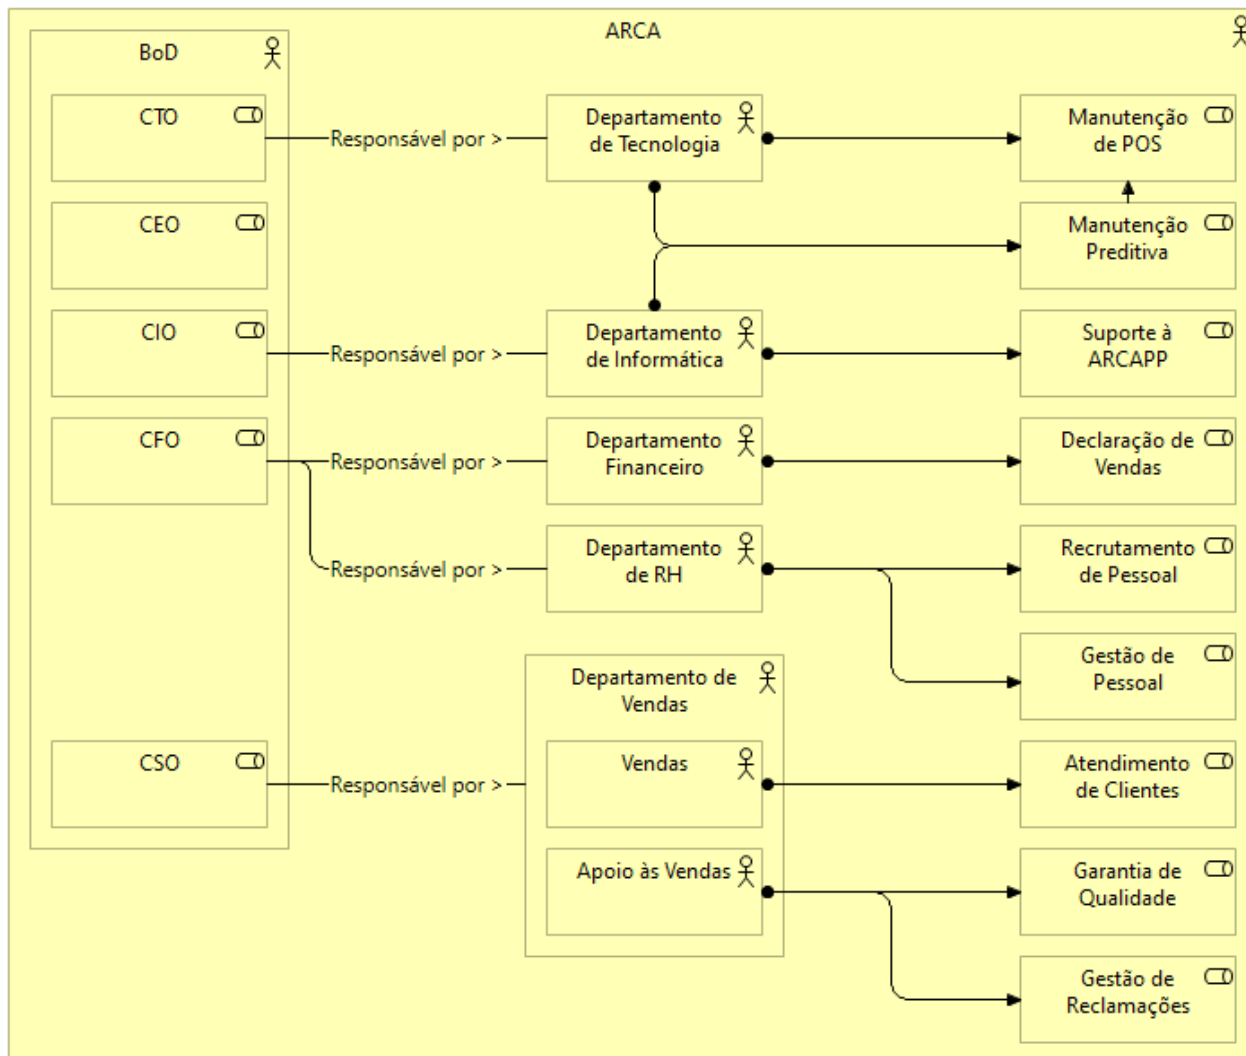 ARCA
BoD
CTO
Responsável por >
Departamento
de Tecnologia
Manutenção
de POS
CEO
Manutenção
Preditiva
CIO
Responsável por >
Departamento
de Informática
Suporte à
ARCAPP
CFO
Responsável por >
Departamento
Financeiro
Declaração de
Vendas
Responsável por >
Departamento
de RH
Recrutamento
de Pessoal
Gestão de
Pessoal
Departamento de
Vendas
CSO
Responsável por >
Vendas
Atendimento
de Clientes
Apoio às Vendas
Garantia de
Qualidade
Gestão de
Reclamações